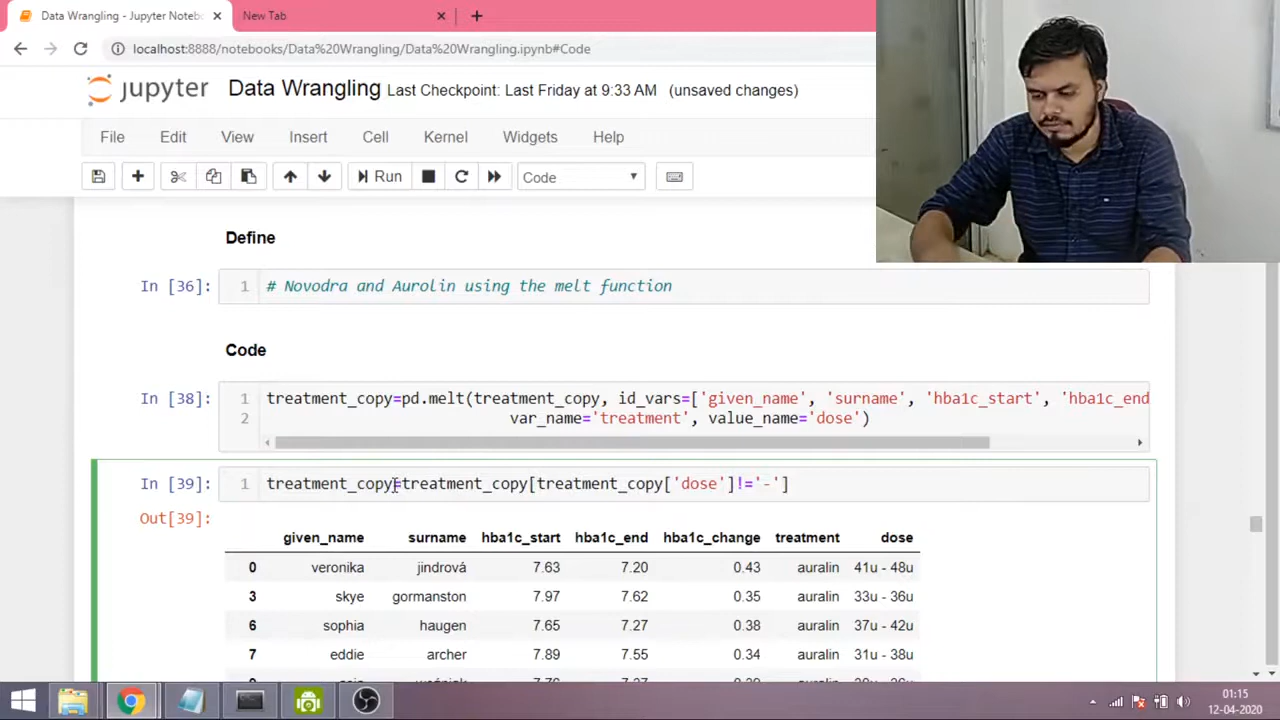 Data Wrangling - Jupyter Notebo
New Tab
localhost:8888/notebooks/Data%20Wrangling/Data%20Wrangling.ipynb#Code
jupyter Data Wrangling Last Checkpoint: Last Friday at 9:33 AM (unsaved changes)
File Edit View Insert Cell Kernel Widgets Help
Run Code
Define
In [36]: 1 # Novodra and Aurolin using the melt function
Code
In [38]: 1 treatment_copy=pd.melt(treatment_copy, id_vars=['given_name', 'surname', 'hba1c_start', 'hba1c_end
2 var_name='treatment', value_name='dose')
In [39]: 1 treatment_copy=treatment_copy[treatment_copy['dose']!='-']
Out[39]:
given_name surname hba1c_start hba1c_end hba1c_change treatment dose
0 veronika jindrová 7.63 7.20 0.43 auralin 41u - 48u
3 skye gormanston 7.97 7.62 0.35 auralin 33u - 36u
6 sophia haugen 7.65 7.27 0.38 auralin 37u - 42u
7 eddie archer 7.89 7.55 0.34 auralin 31u - 38u
01:15
12-04-2020